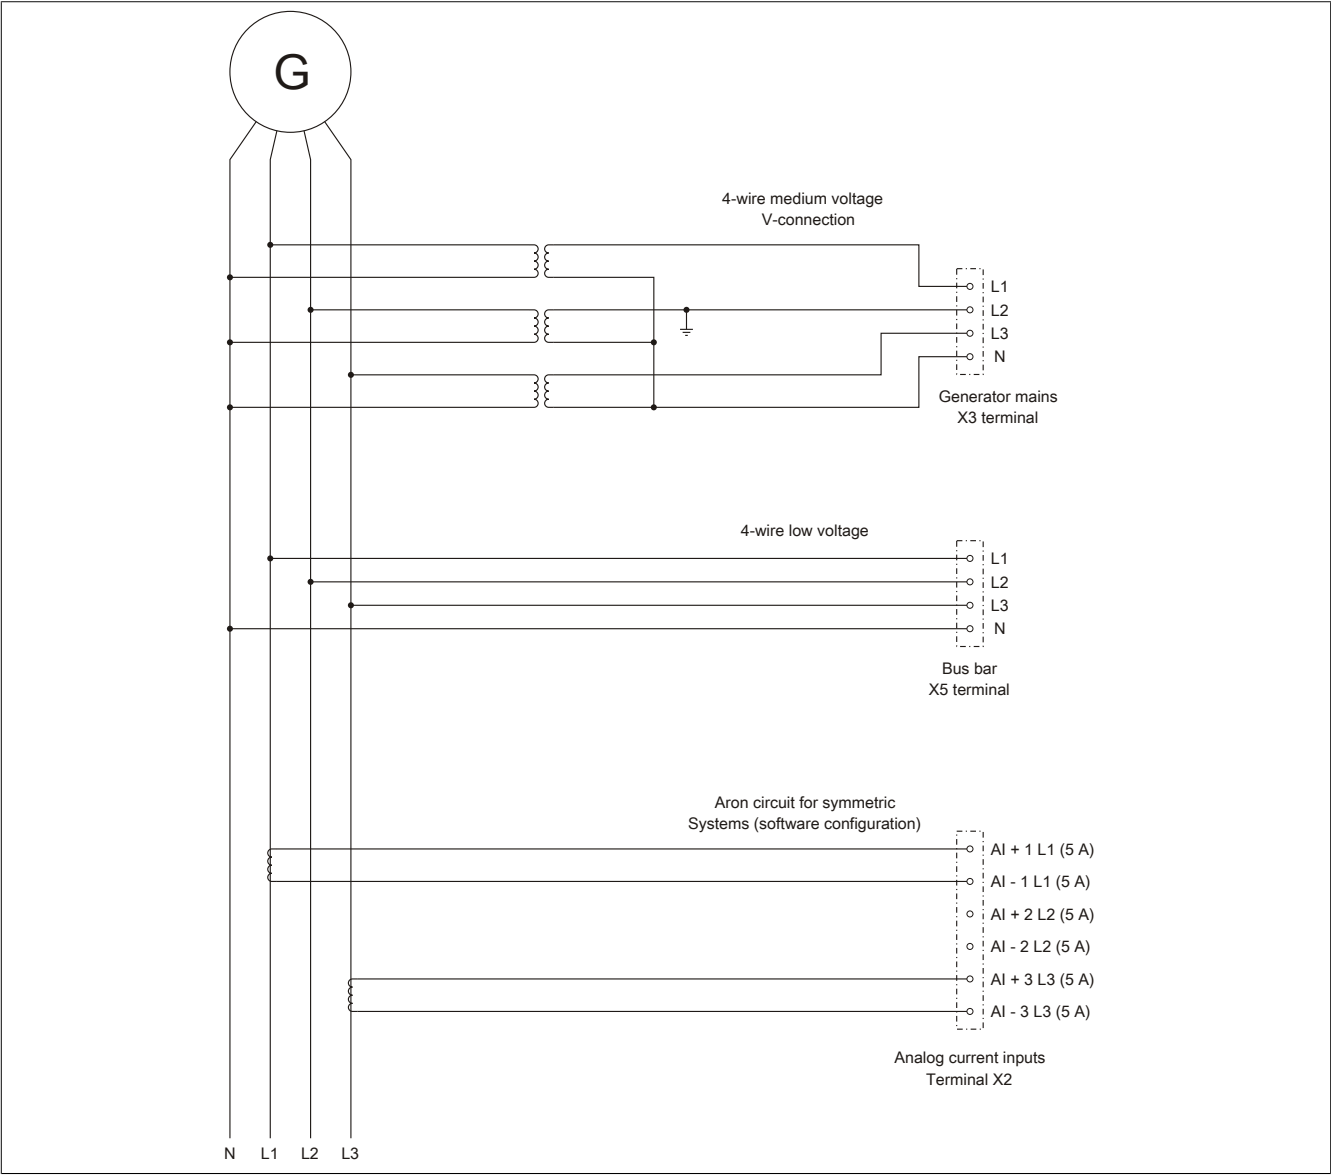 G
4-wire medium voltage
V-connection
L1
L2
L3
N
Generator mains
X3 terminal
4-wire low voltage
L1
L2
L3
N
Bus bar
X5 terminal
Aron circuit for symmetric
Systems (software configuration)
AI + 1 L1 (5 A)
AI - 1 L1 (5 A)
AI + 2 L2 (5 A)
AI - 2 L2 (5 A)
AI + 3 L3 (5 A)
AI - 3 L3 (5 A)
Analog current inputs
Terminal X2
N L1 L2 L3